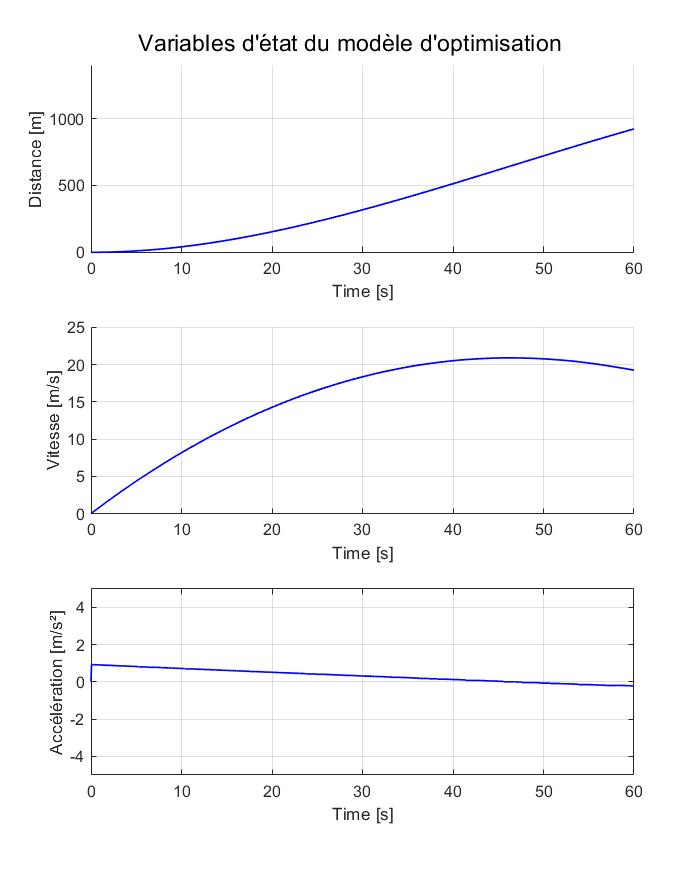 Variables d'état du modèle d'optimisation
Distance [m]
1000
500
0
0 10 20 30 40 50 60
Time [s]
Vitesse [m/s]
25
20
15
10
5
0
0 10 20 30 40 50 60
Time [s]
Accélération [m/s²]
4
2
0
-2
-4
0 10 20 30 40 50 60
Time [s]